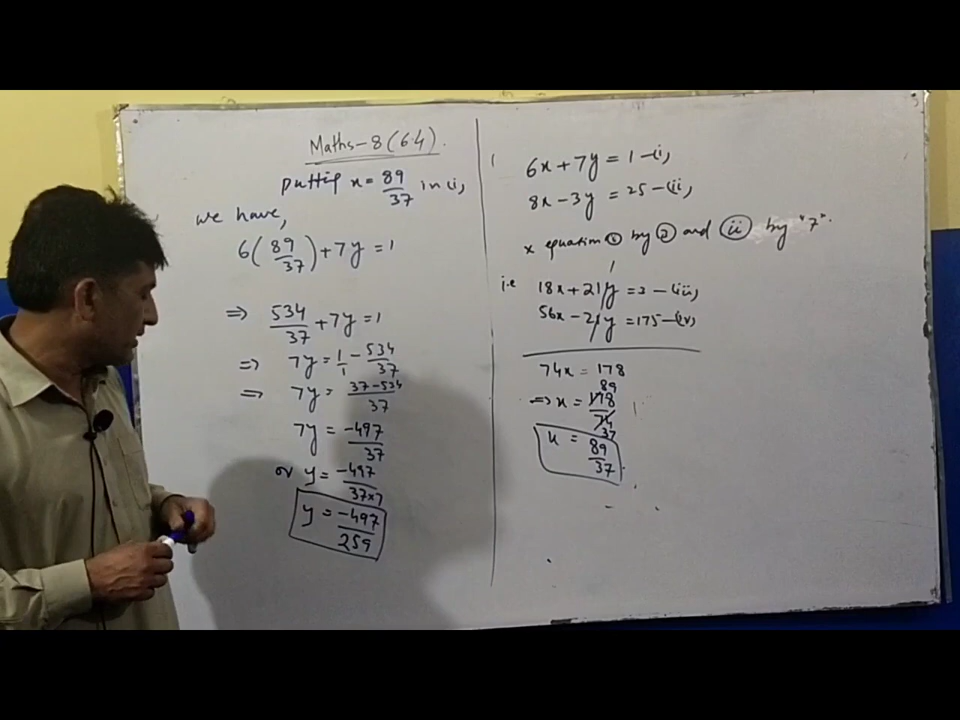 Maths-8 (6.4).
putting x = 89/37 in (i),
we have,
6(89/37) + 7y = 1
⇒ 534/37 + 7y = 1
⇒ 7y = 1/1 - 534/37
⇒ 7y = 37-534/37
7y = -497/37
or y = -497/37×7
y = -497/259
6x + 7y = 1 -(i),
8x - 3y = 25 -(ii),
x equation (i) by (3) and (ii) by "7".
i.e 18x + 21y = 3 -(iii),
56x - 21y = 175 -(iv)
74x = 178
89
⇒ x = 178/74
37
x = 89/37.